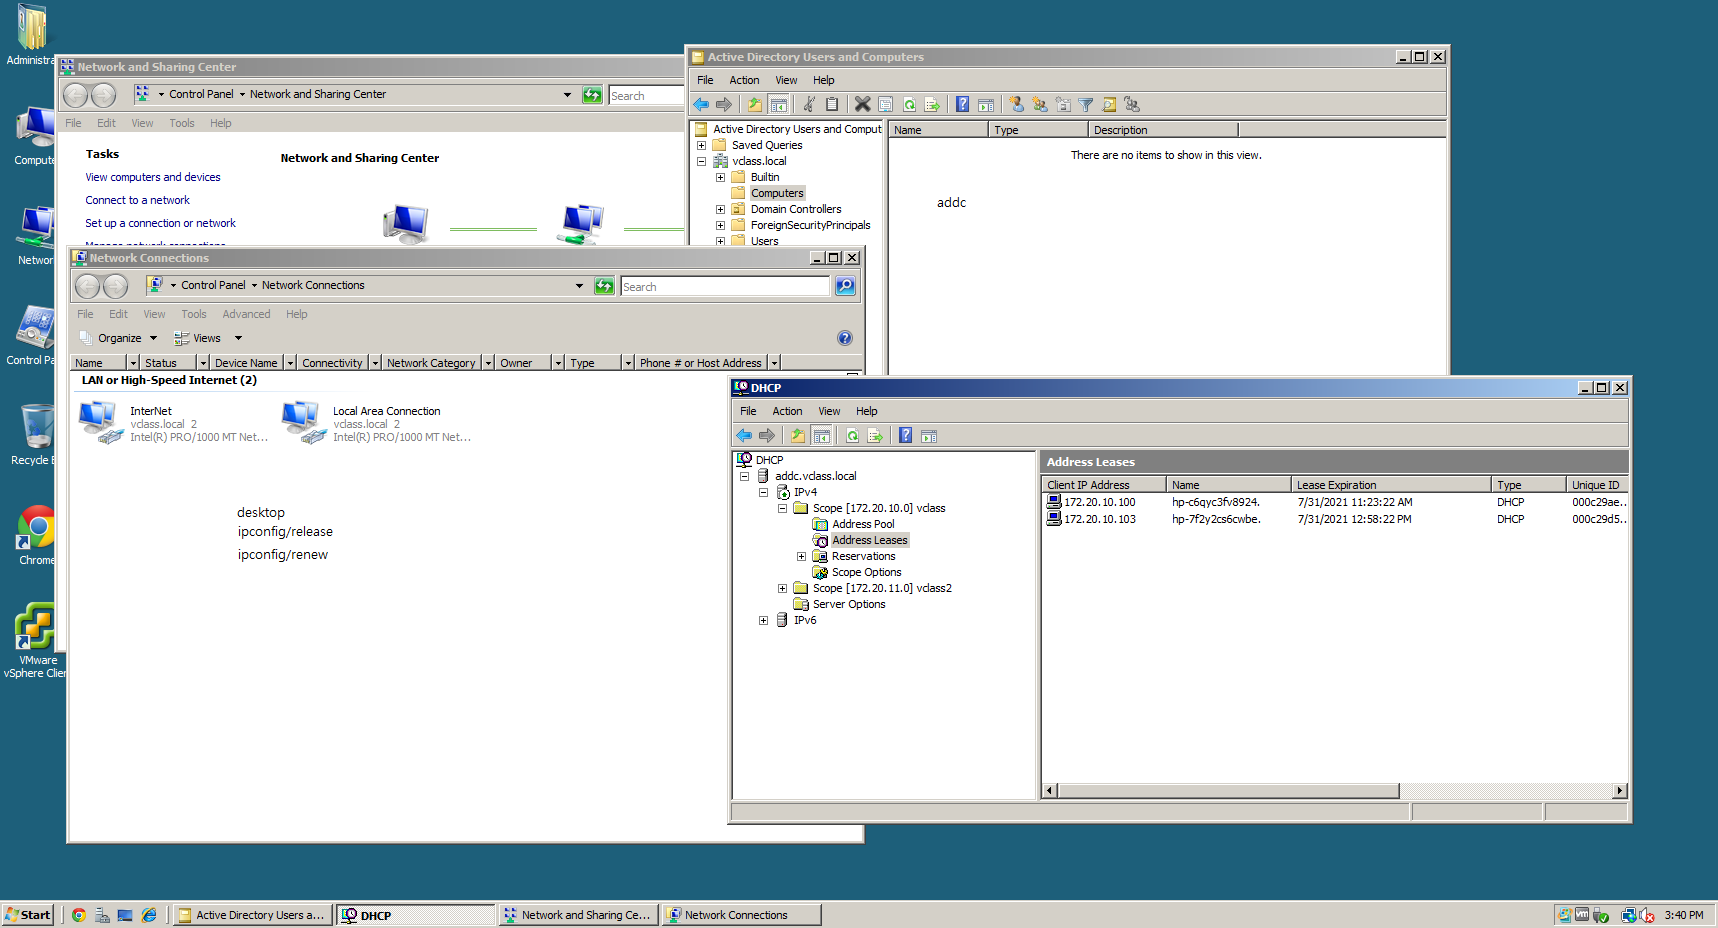 Administra
Compute
Network
Control Pa
Recycle B
Chrome
VMware
vSphere Clien
Network and Sharing Center
Control Panel
Network and Sharing Center
Search
File Edit View Tools Help
Tasks
View computers and devices
Connect to a network
Set up a connection or network
Manage network connections
Network and Sharing Center
Active Directory Users and Computers
File Action View Help
Active Directory Users and Comput
Saved Queries
vclass.local
Builtin
Computers
Domain Controllers
ForeignSecurityPrincipals
Users
Name Type Description
There are no items to show in this view.
addc
Network Connections
Control Panel
Network Connections
Search
File Edit View Tools Advanced Help
Organize Views
Name Status Device Name Connectivity Network Category Owner Type Phone # or Host Address
LAN or High-Speed Internet (2)
InterNet
vclass.local 2
Intel(R) PRO/1000 MT Net...
Local Area Connection
vclass.local 2
Intel(R) PRO/1000 MT Net...
desktop
ipconfig/release
ipconfig/renew
DHCP
File Action View Help
DHCP
addc.vclass.local
IPv4
Scope [172.20.10.0] vclass
Address Pool
Address Leases
Reservations
Scope Options
Scope [172.20.11.0] vclass2
Server Options
IPv6
Address Leases
Client IP Address Name Lease Expiration Type Unique ID
172.20.10.100 hp-c6qyc3fv8924. 7/31/2021 11:23:22 AM DHCP 000c29ae..
172.20.10.103 hp-7f2y2cs6cwbe. 7/31/2021 12:58:22 PM DHCP 000c29d5..
Start
Active Directory Users a...
DHCP
Network and Sharing Ce...
Network Connections
vm
3:40 PM